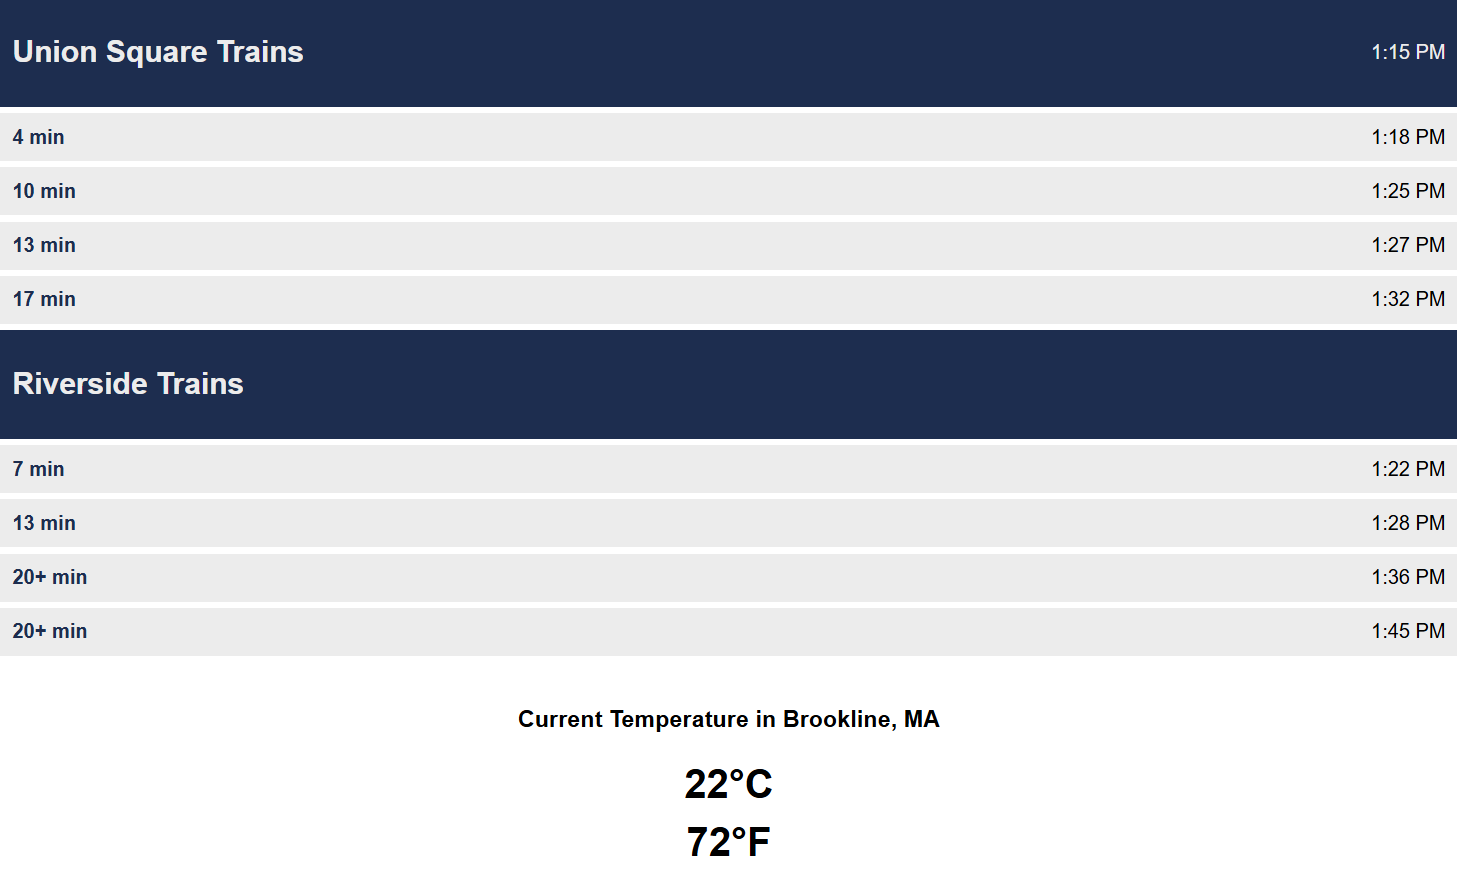 Union Square Trains 1:15 PM
4 min 1:18 PM
10 min 1:25 PM
13 min 1:27 PM
17 min 1:32 PM
Riverside Trains
7 min 1:22 PM
13 min 1:28 PM
20+ min 1:36 PM
20+ min 1:45 PM
Current Temperature in Brookline, MA
22°C
72°F